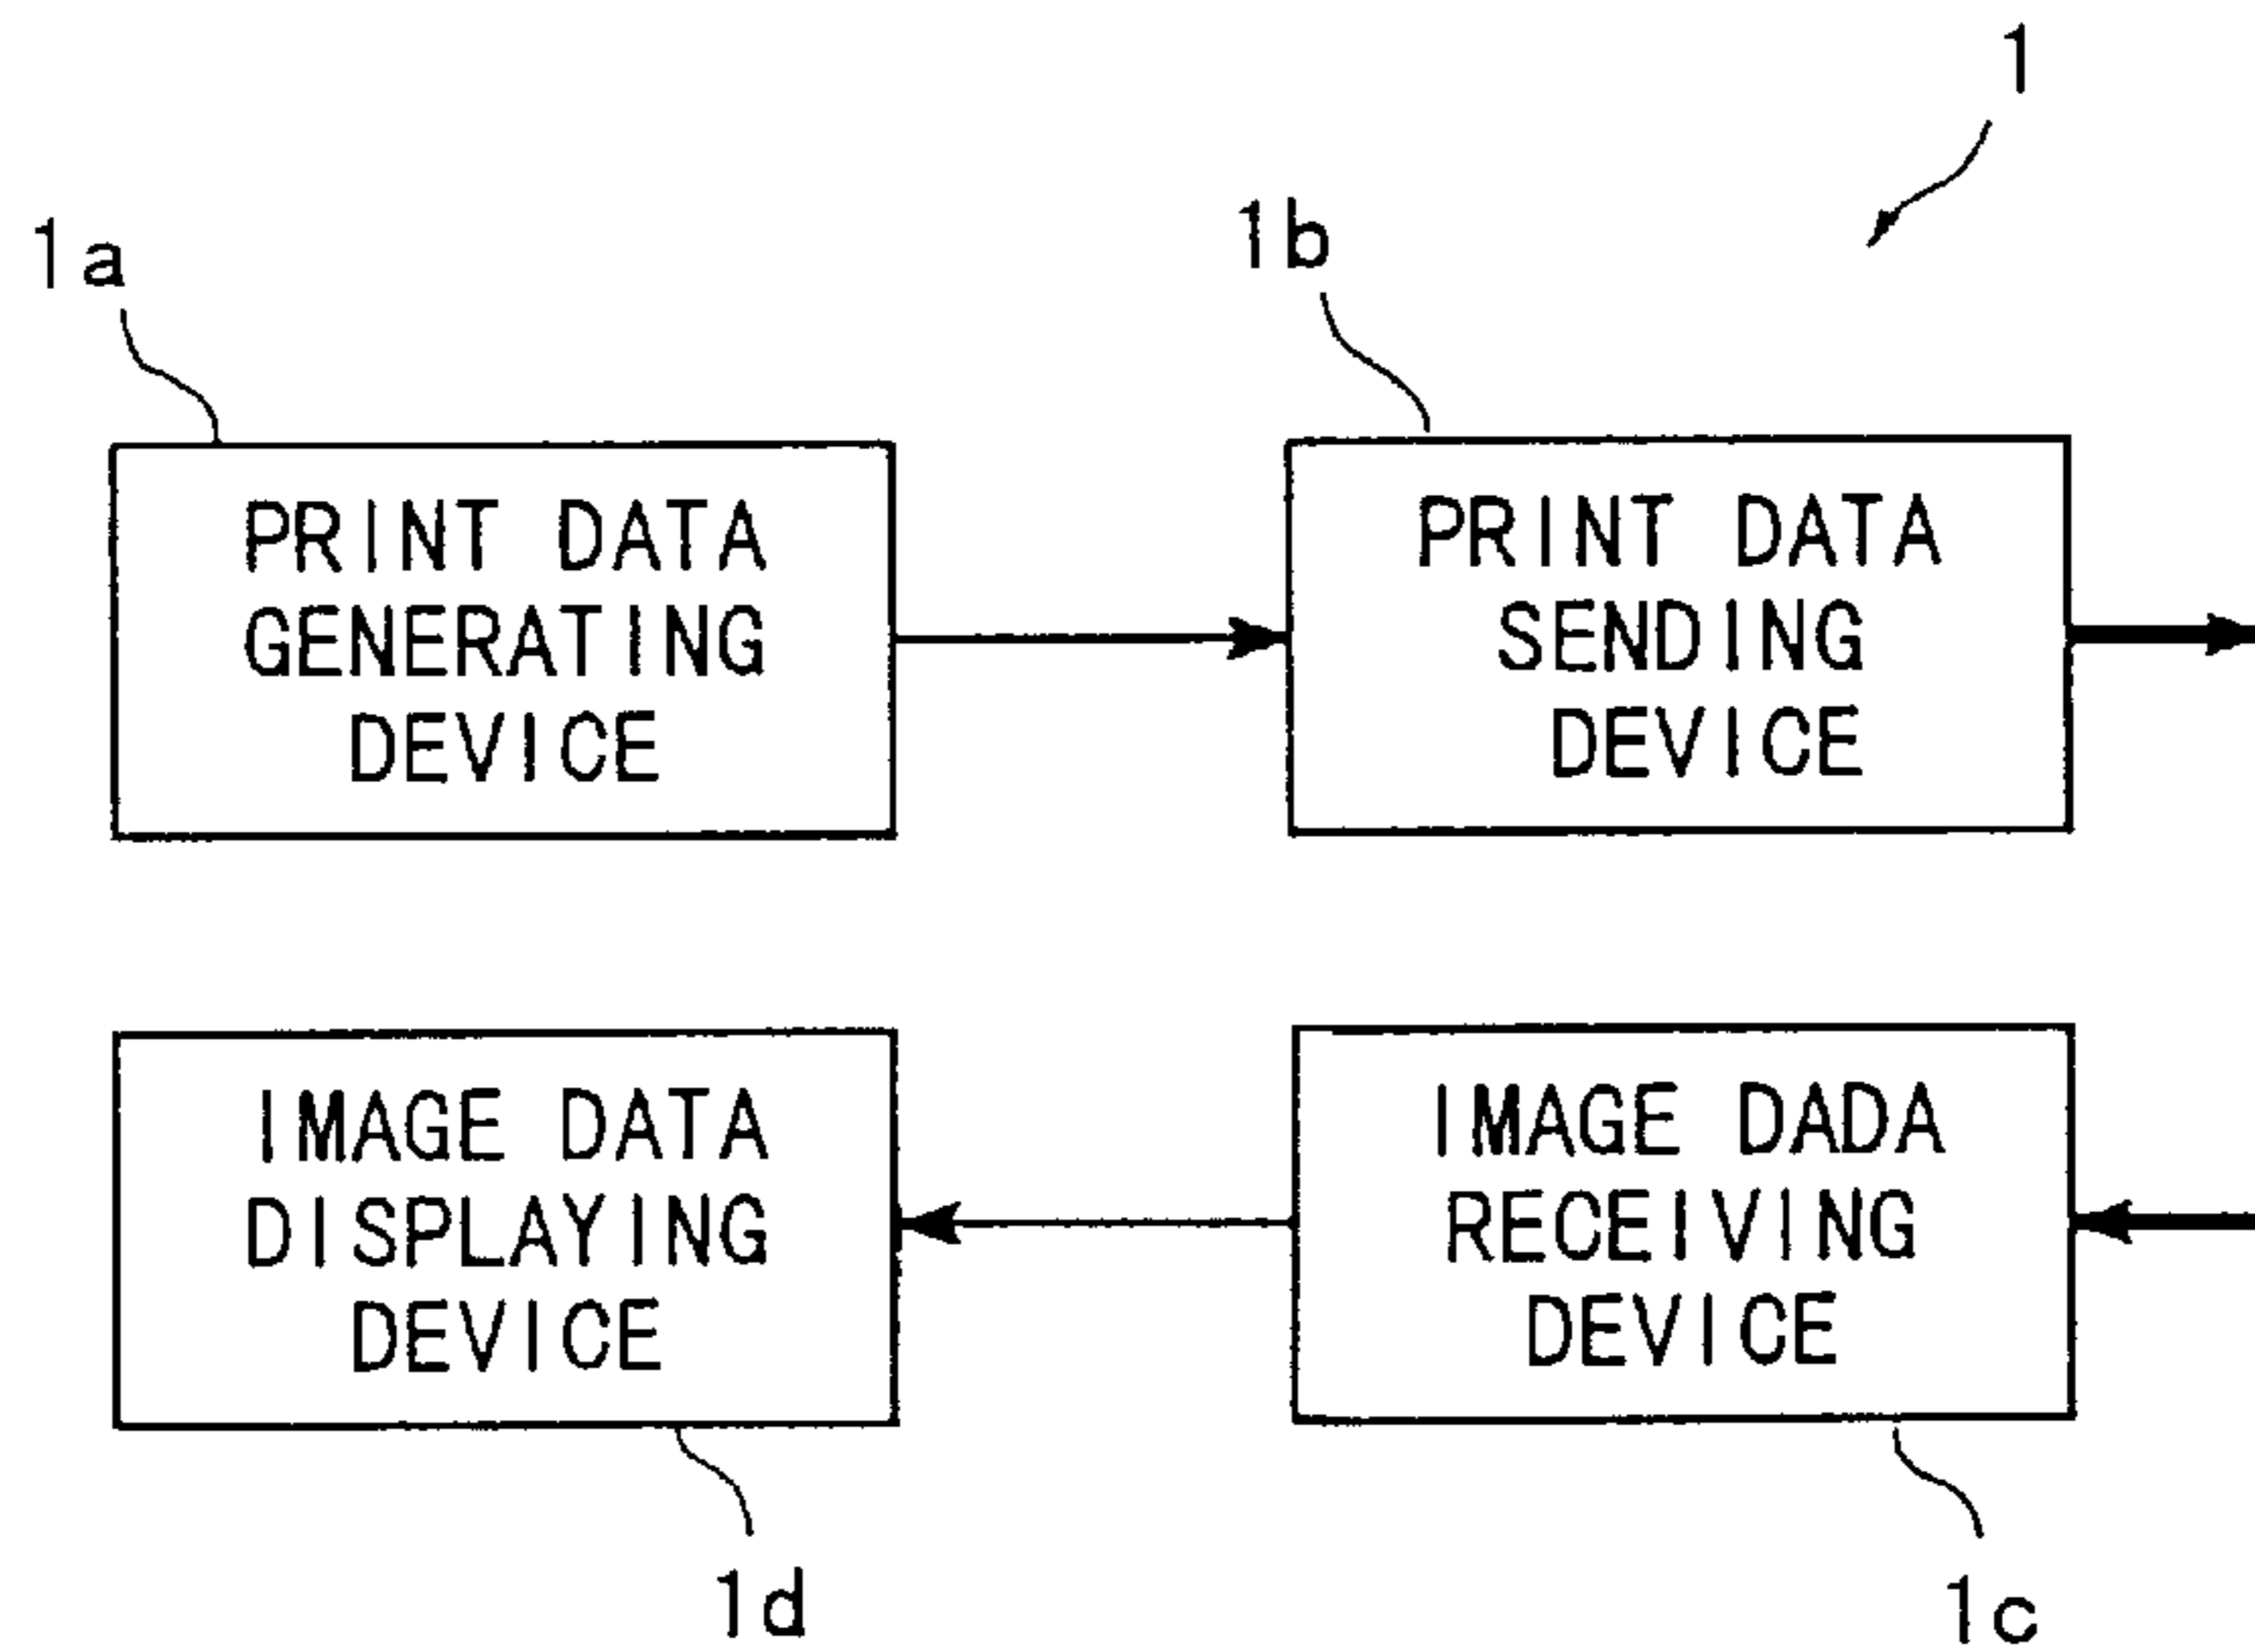 1
1a
1b
PRINT DATA
GENERATING
DEVICE
PRINT DATA
SENDING
DEVICE
IMAGE DATA
DISPLAYING
DEVICE
IMAGE DADA
RECEIVING
DEVICE
1d
1c